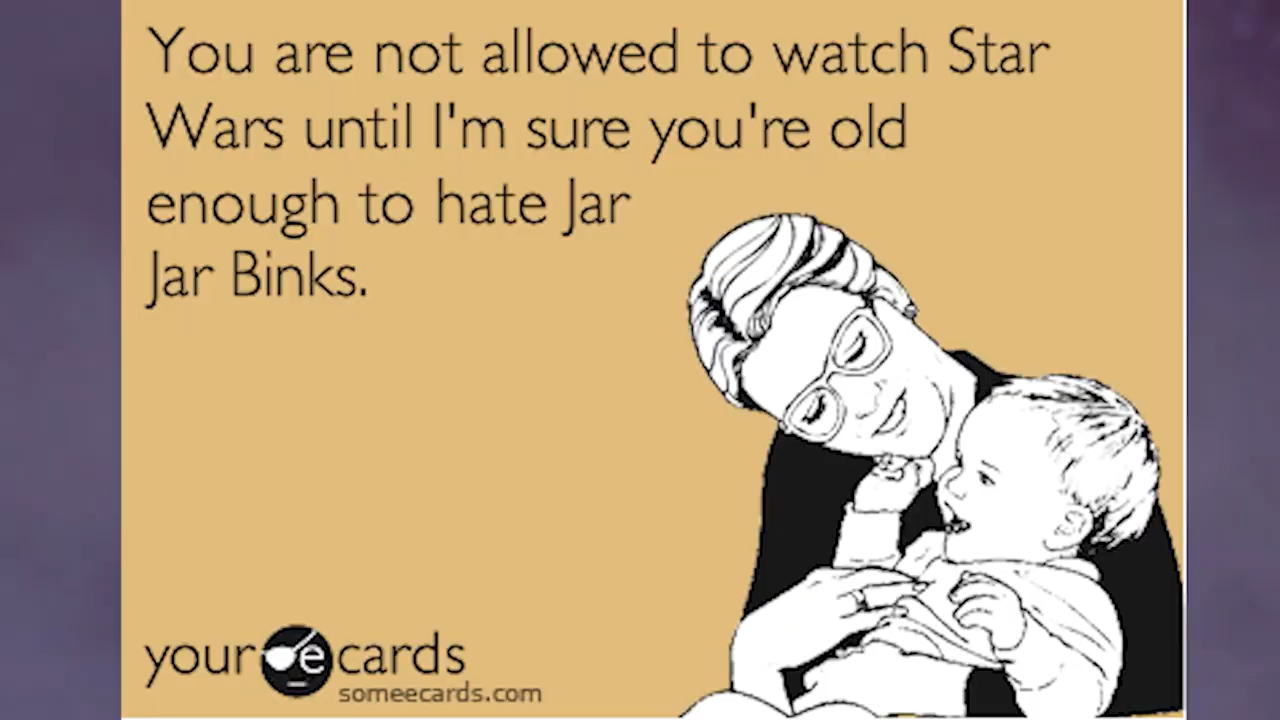 You are not allowed to watch Star
Wars until I'm sure you're old
enough to hate Jar
Jar Binks.
your e cards
someecards.com